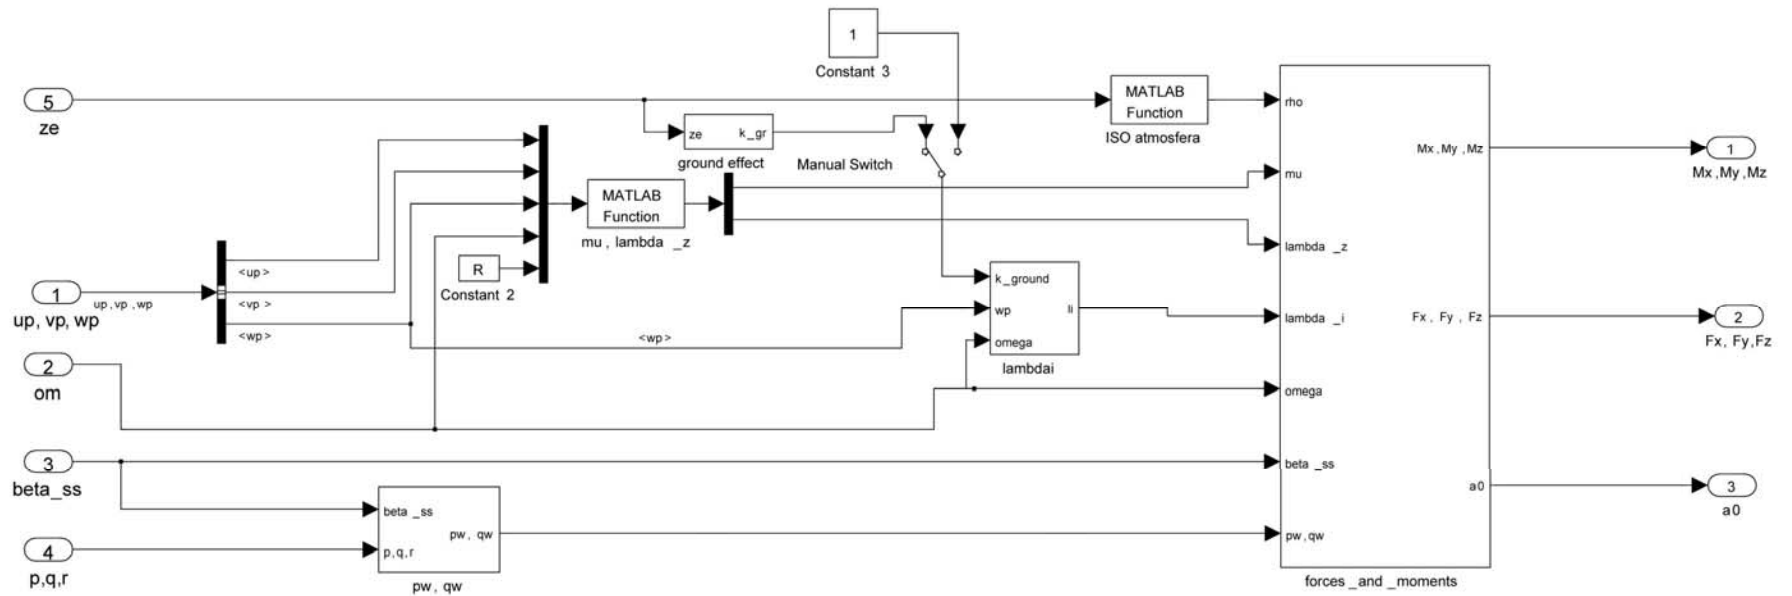 1
Constant 3
5
ze
MATLAB
Function
ISO atmosfera
ze
k_gr
ground effect
Manual Switch
rho
Mx ,My ,Mz
1
Mx ,My ,Mz
mu
MATLAB
Function
mu , lambda _z
lambda _z
R
Constant 2
<up>
<vp >
<wp>
1
up, vp, wp
up ,vp ,wp
k_ground
wp
omega
li
lambdai
<wp>
lambda _i
Fx , Fy , Fz
2
Fx, Fy ,Fz
2
om
omega
3
beta_ss
beta _ss
beta _ss
p,q,r
pw , qw
pw , qw
4
p,q,r
a0
3
a0
pw ,qw
forces _and _moments